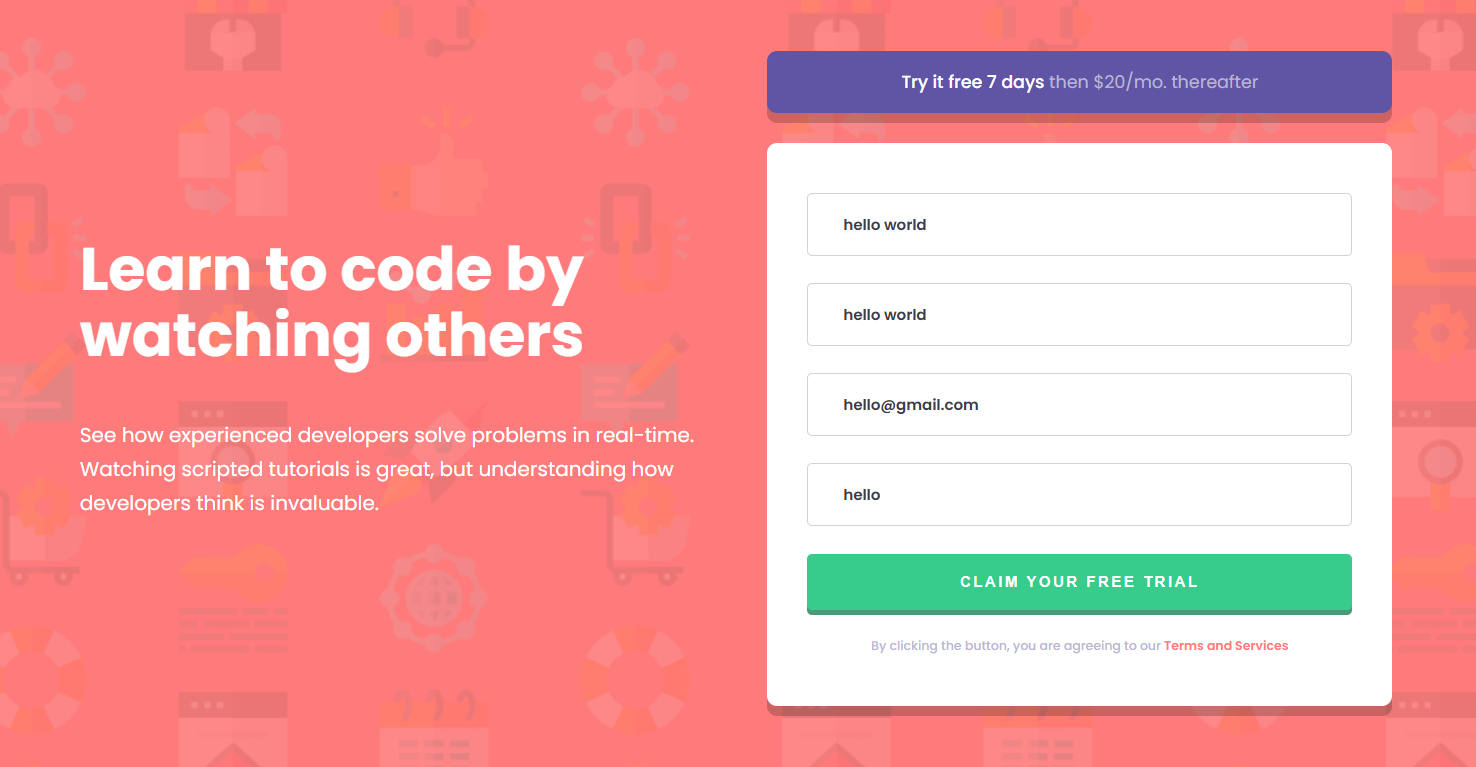 Try it free 7 days then $20/mo. thereafter
Learn to code by
watching others
See how experienced developers solve problems in real-time.
Watching scripted tutorials is great, but understanding how
developers think is invaluable.
hello world
hello world
hello@gmail.com
hello
CLAIM YOUR FREE TRIAL
By clicking the button, you are agreeing to our Terms and Services